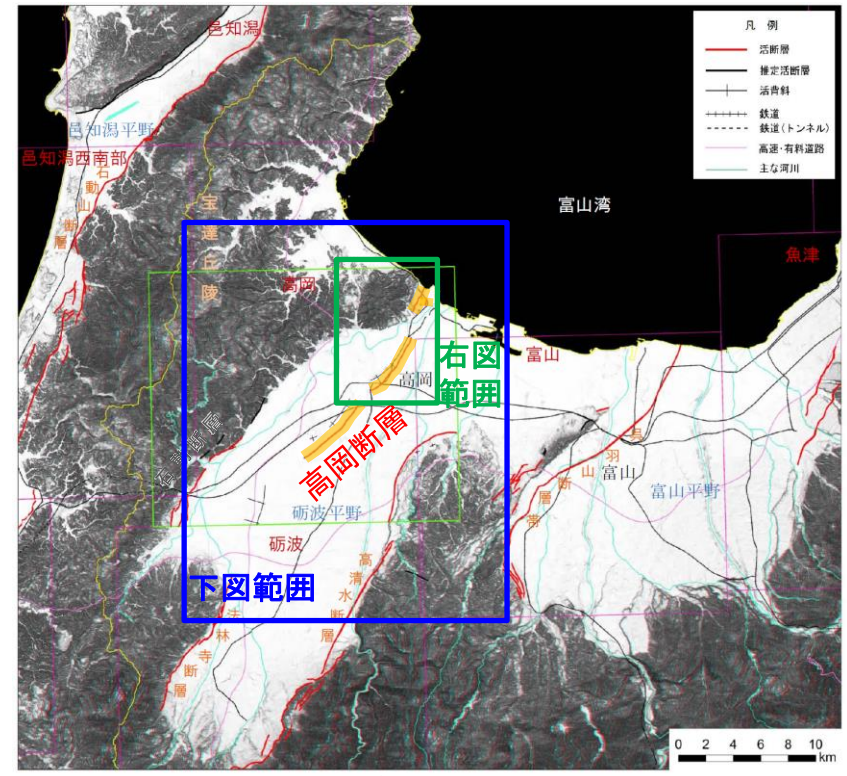 邑知潟
凡 例
活断層
推定活断層
活背斜
鉄道
鉄道(トンネル)
高速・有料道路
主な河川
邑知潟平野
邑知潟西南部
石動山断層
宝達丘陵
富山湾
魚津
高岡
右図
範囲
富山
高岡
高岡断層
呉羽山断層帯
富山
富山平野
砺波平野
砺波
下図範囲
高清水断層
法林寺断層
0 2 4 6 8 10
km